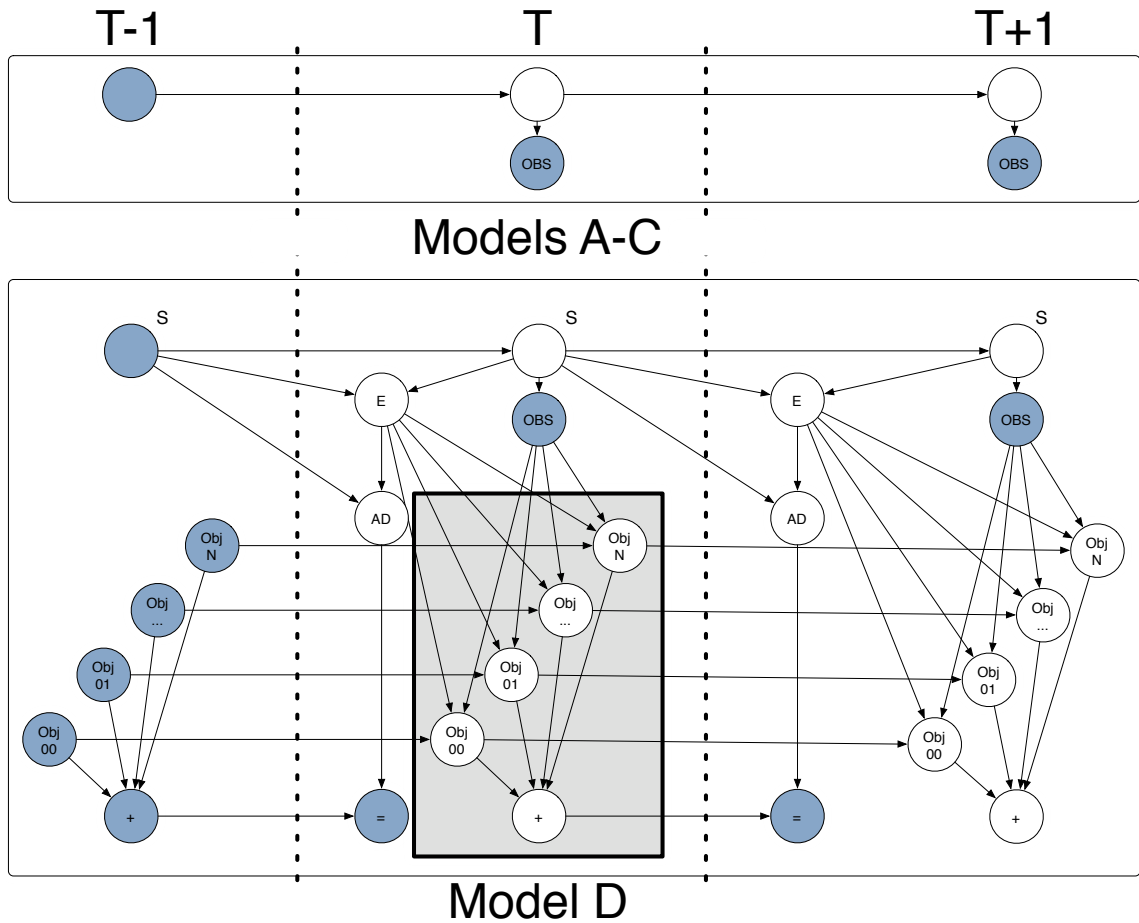 T-1
T
T+1
OBS
OBS
Models A-C
S
S
S
E
E
OBS
OBS
AD
AD
Obj
N
Obj
N
Obj
N
Obj
...
Obj
...
Obj
...
Obj
01
Obj
01
Obj
01
Obj
00
Obj
00
Obj
00
+
=
+
=
+
Model D